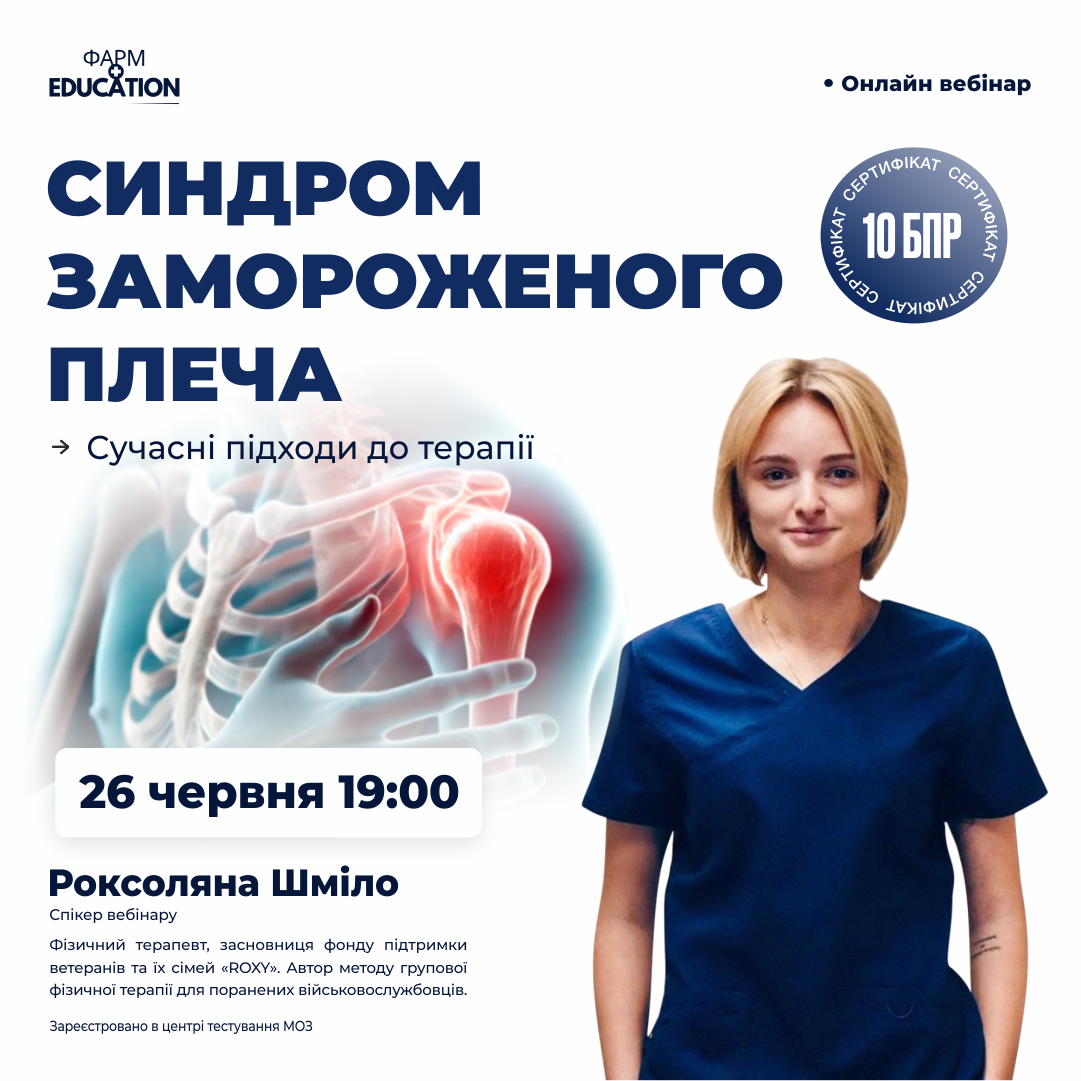 ФАРМ
EDUCATION
• Онлайн вебінар
СИНДРОМ
ЗАМОРОЖЕНОГО
ПЛЕЧА
СЕРТИФІКАТ СЕРТИФІКАТ СЕРТИФІКАТ СЕРТИФІКАТ
10 БПР
→ Сучасні підходи до терапії
26 червня 19:00
Роксоляна Шміло
Спікер вебінару
Фізичний терапевт, засновниця фонду підтримки
ветеранів та їх сімей «ROXY». Автор методу групової
фізичної терапії для поранених військовослужбовців.
Зареєстровано в центрі тестування МОЗ